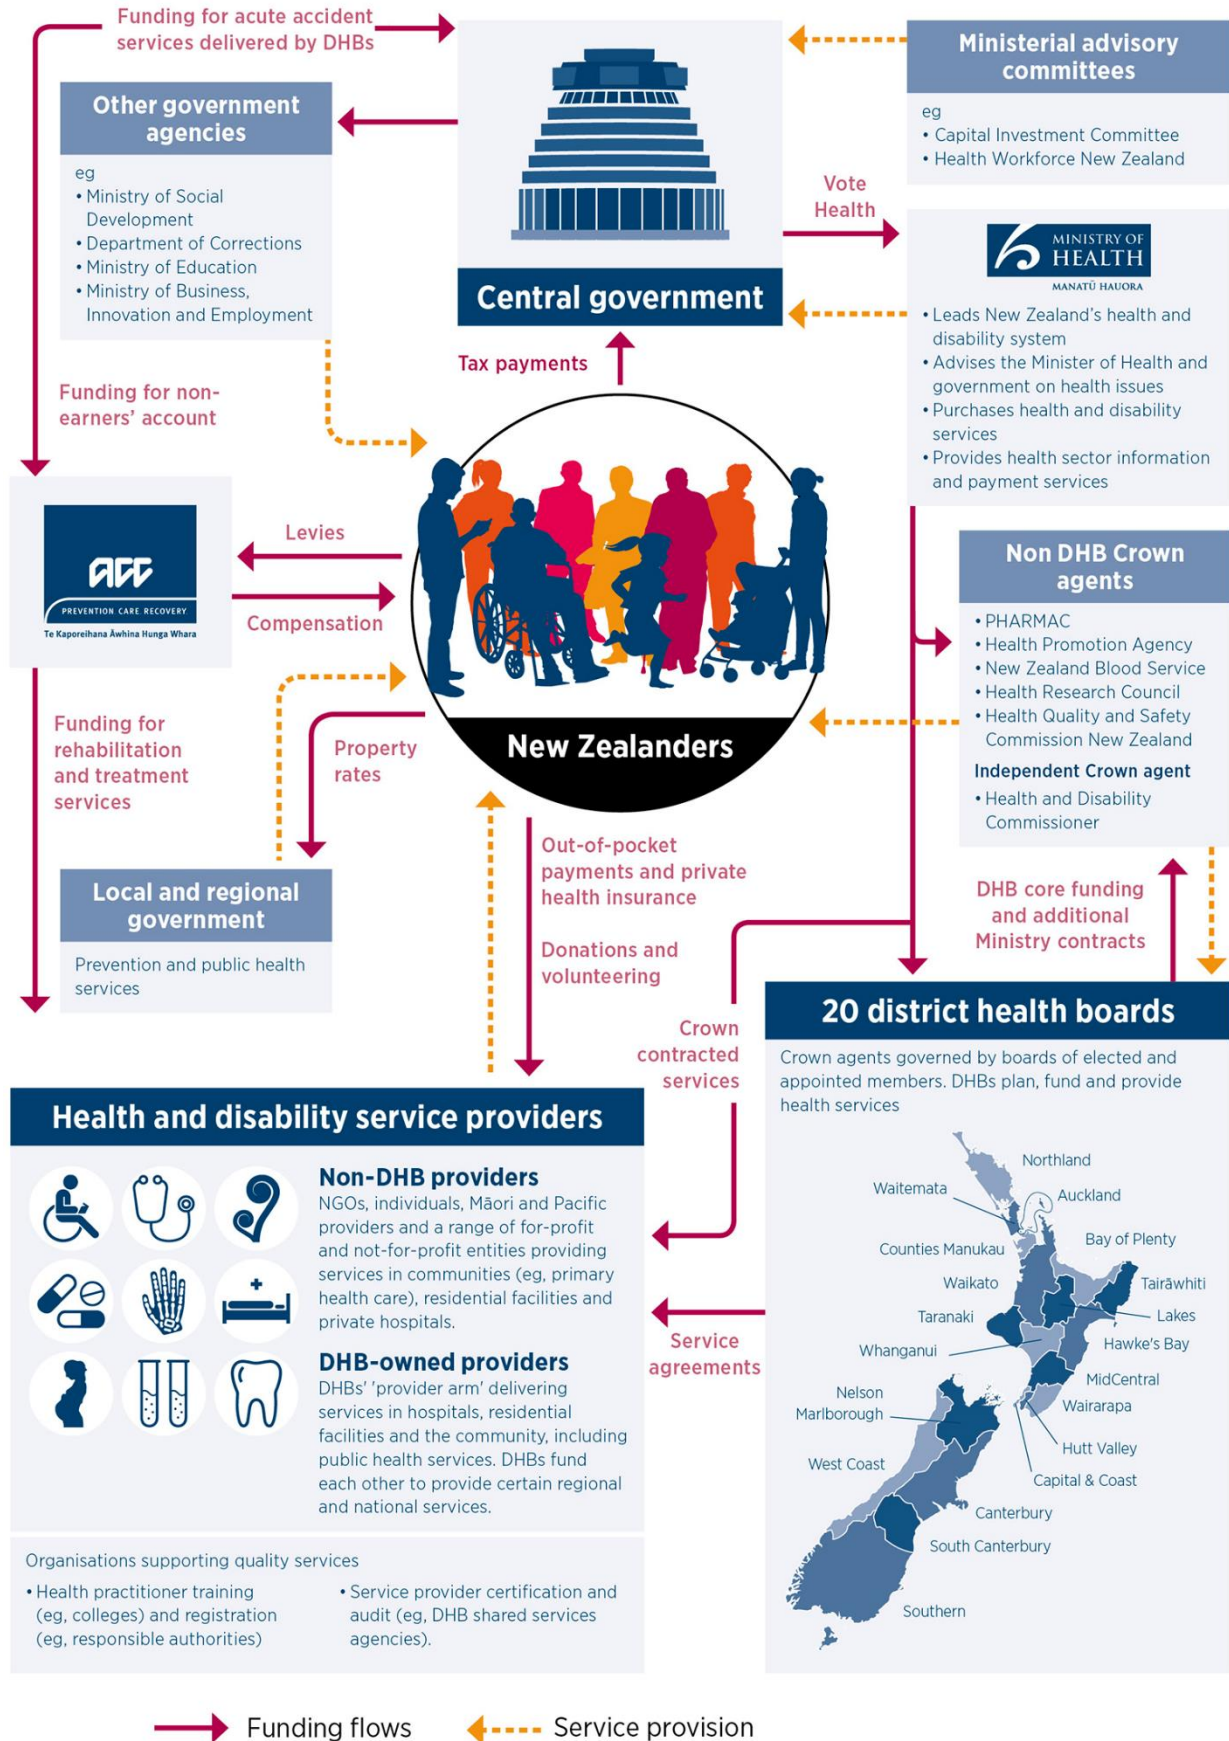 Funding for acute accident
services delivered by DHBs
Other government
agencies
eg
• Ministry of Social
Development
• Department of Corrections
• Ministry of Education
• Ministry of Business,
Innovation and Employment
Central government
Ministerial advisory
committees
eg
• Capital Investment Committee
• Health Workforce New Zealand
Vote
Health
MINISTRY OF
HEALTH
MANATŪ HAUORA
• Leads New Zealand's health and
disability system
• Advises the Minister of Health and
government on health issues
• Purchases health and disability
services
• Provides health sector information
and payment services
Tax payments
Funding for non-
earners' account
acc
PREVENTION CARE RECOVERY
Te Kaporeihana Āwhina Hunga Whara
Levies
Compensation
New Zealanders
Non DHB Crown
agents
• PHARMAC
• Health Promotion Agency
• New Zealand Blood Service
• Health Research Council
• Health Quality and Safety
Commission New Zealand
Independent Crown agent
• Health and Disability
Commissioner
Funding for
rehabilitation
and treatment
services
Property
rates
Local and regional
government
Prevention and public health
services
Out-of-pocket
payments and private
health insurance
Donations and
volunteering
DHB core funding
and additional
Ministry contracts
Crown
contracted
services
20 district health boards
Crown agents governed by boards of elected and
appointed members. DHBs plan, fund and provide
health services
Northland
Waitemata
Auckland
Counties Manukau
Bay of Plenty
Waikato
Tairāwhiti
Taranaki
Lakes
Whanganui
Hawke's Bay
MidCentral
Nelson
Marlborough
Wairarapa
Hutt Valley
West Coast
Capital & Coast
Canterbury
South Canterbury
Southern
Service
agreements
Health and disability service providers
Non-DHB providers
NGOs, individuals, Māori and Pacific
providers and a range of for-profit
and not-for-profit entities providing
services in communities (eg, primary
health care), residential facilities and
private hospitals.
DHB-owned providers
DHBs' 'provider arm' delivering
services in hospitals, residential
facilities and the community, including
public health services. DHBs fund
each other to provide certain regional
and national services.
Organisations supporting quality services
• Health practitioner training
(eg, colleges) and registration
(eg, responsible authorities)
• Service provider certification and
audit (eg, DHB shared services
agencies).
Funding flows
Service provision